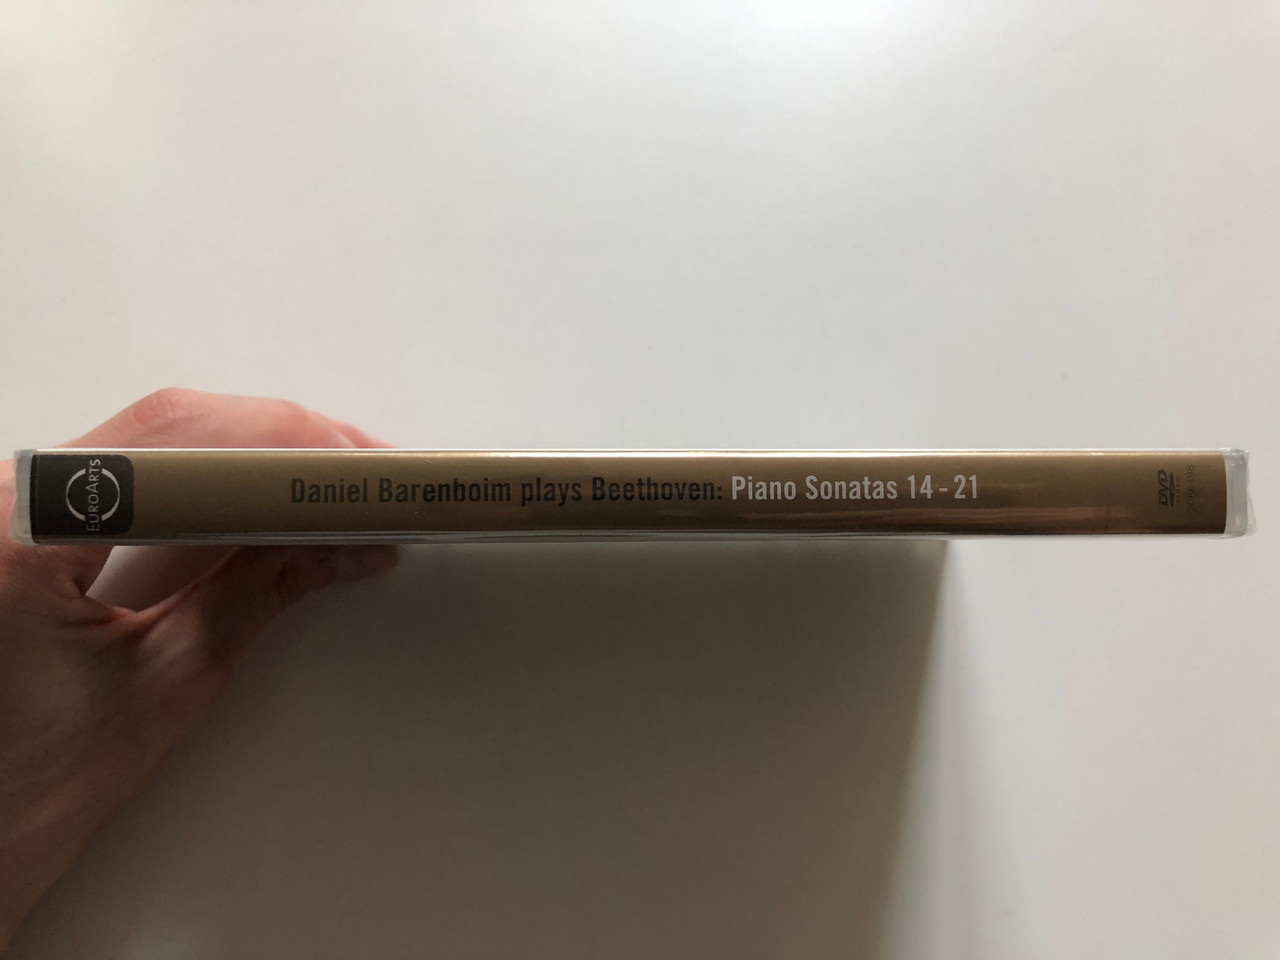 EUROARTS
Daniel Barenboim plays Beethoven: Piano Sonatas 14 - 21
DVD